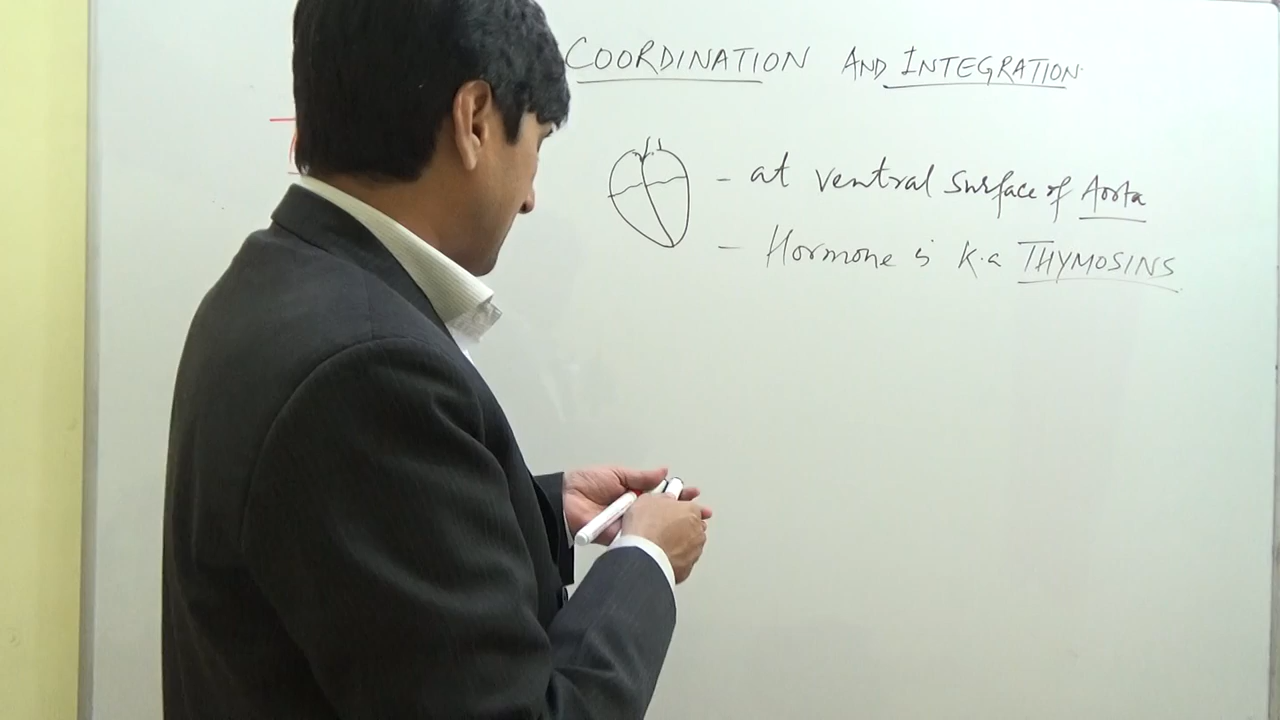 COORDINATION AND INTEGRATION
- at ventral surface of Aorta
- Hormone is k.a THYMOSINS